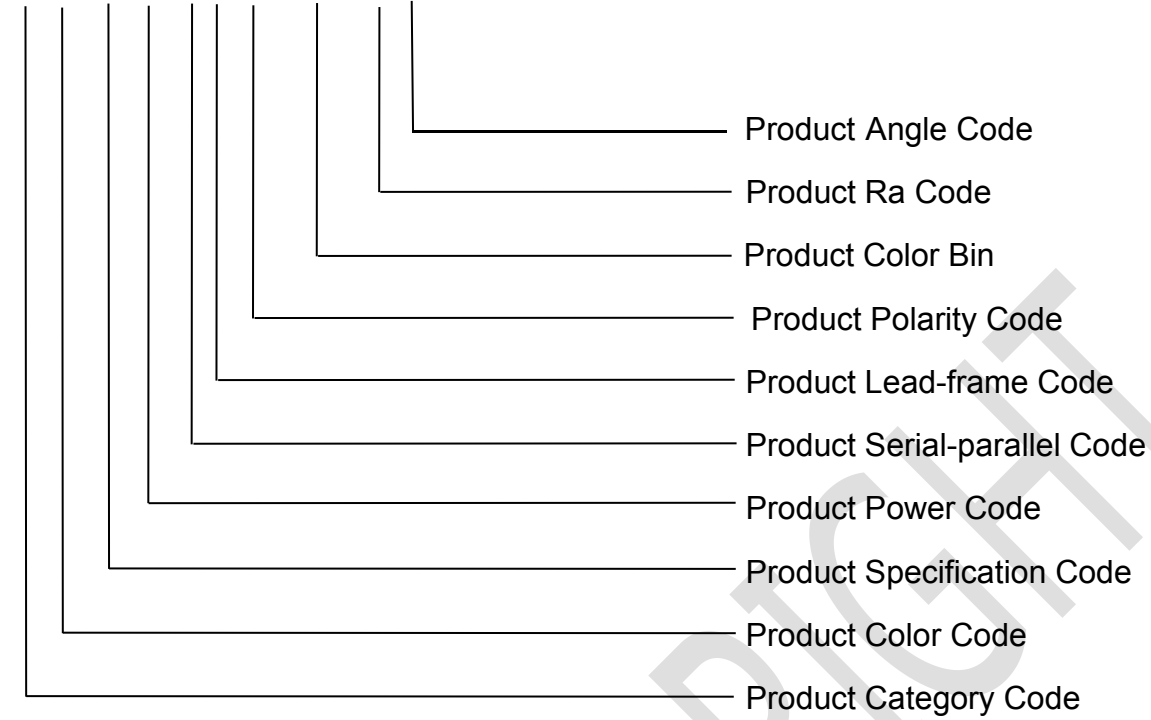 Product Angle Code
Product Ra Code
Product Color Bin
Product Polarity Code
Product Lead-frame Code
Product Serial-parallel Code
Product Power Code
Product Specification Code
Product Color Code
Product Category Code
RIGHT